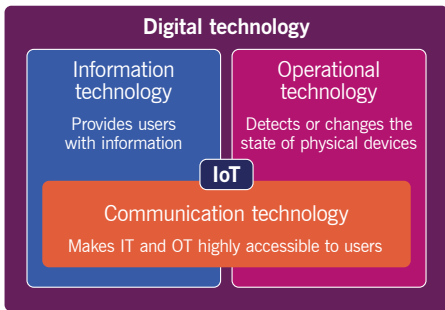 Digital technology
Information
technology
Provides users
with information
Operational
technology
Detects or changes the
state of physical devices
IoT
Communication technology
Makes IT and OT highly accessible to users